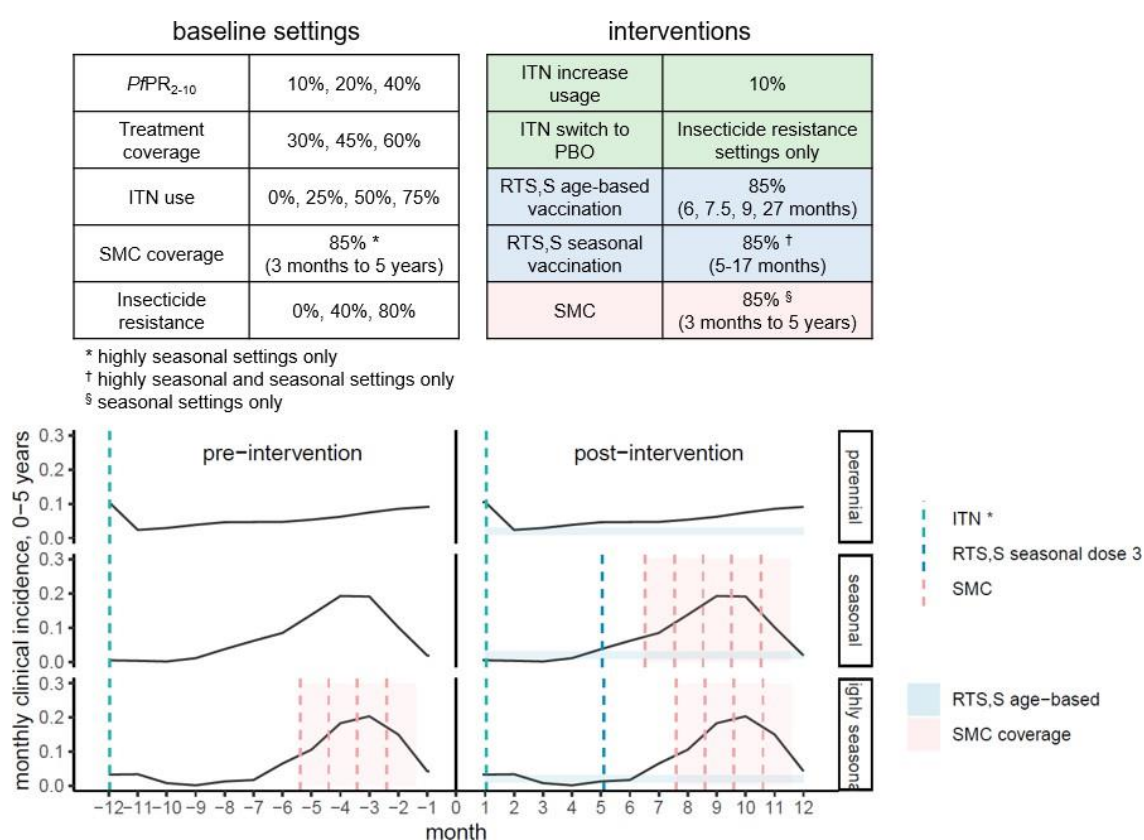 baseline settings
PfPR2-10
10%, 20%, 40%
Treatment
coverage
30%, 45%, 60%
ITN use
0%, 25%, 50%, 75%
SMC coverage
85% *
(3 months to 5 years)
Insecticide
resistance
0%, 40%, 80%
interventions
ITN increase
usage
10%
ITN switch to
PBO
Insecticide resistance
settings only
RTS,S age-based
vaccination
85%
(6, 7.5, 9, 27 months)
RTS,S seasonal
vaccination
85% †
(5-17 months)
SMC
85% §
(3 months to 5 years)
* highly seasonal settings only
† highly seasonal and seasonal settings only
§ seasonal settings only
monthly clinical incidence, 0−5 years
pre−intervention
post−intervention
0.3
0.2
0.1
0.0
perennial
0.3
0.2
0.1
0.0
seasonal
0.3
0.2
0.1
0.0
ighly seasona
−12 −11 −10 −9 −8 −7 −6 −5 −4 −3 −2 −1 0 1 2 3 4 5 6 7 8 9 10 11 12
month
ITN *
RTS,S seasonal dose 3
SMC
RTS,S age−based
SMC coverage